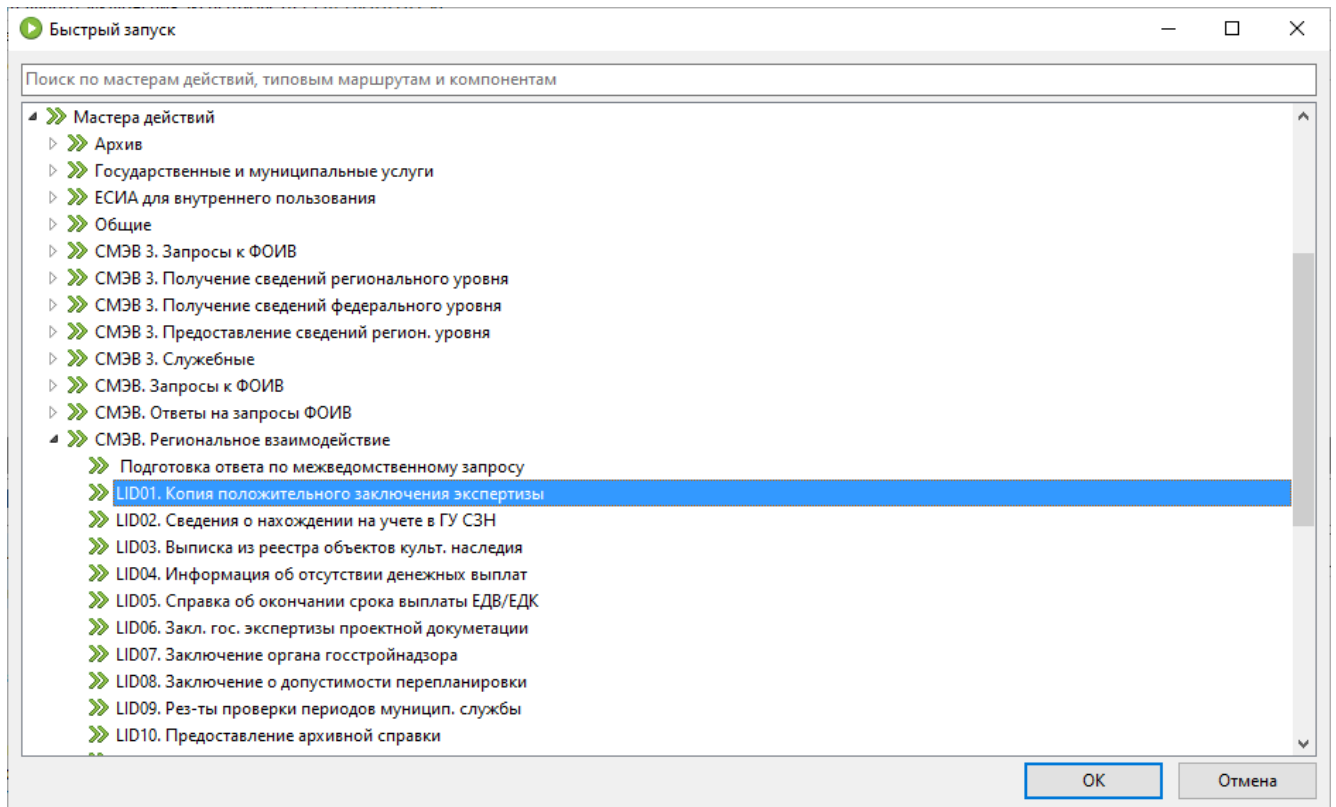 Быстрый запуск
Поиск по мастерам действий, типовым маршрутам и компонентам
Мастера действий
Архив
Государственные и муниципальные услуги
ЕСИА для внутреннего пользования
Общие
СМЭВ 3. Запросы к ФОИВ
СМЭВ 3. Получение сведений регионального уровня
СМЭВ 3. Получение сведений федерального уровня
СМЭВ 3. Предоставление сведений регион. уровня
СМЭВ 3. Служебные
СМЭВ. Запросы к ФОИВ
СМЭВ. Ответы на запросы ФОИВ
СМЭВ. Региональное взаимодействие
Подготовка ответа по межведомственному запросу
LID01. Копия положительного заключения экспертизы
LID02. Сведения о нахождении на учете в ГУ СЗН
LID03. Выписка из реестра объектов культ. наследия
LID04. Информация об отсутствии денежных выплат
LID05. Справка об окончании срока выплаты ЕДВ/ЕДК
LID06. Закл. гос. экспертизы проектной докуметации
LID07. Заключение органа госстройнадзора
LID08. Заключение о допустимости перепланировки
LID09. Рез-ты проверки периодов муницип. службы
LID10. Предоставление архивной справки
ОК
Отмена